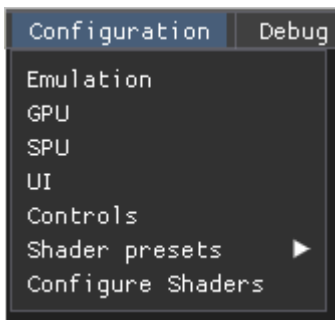 Configuration Debug
Emulation
GPU
SPU
UI
Controls
Shader presets
Configure Shaders